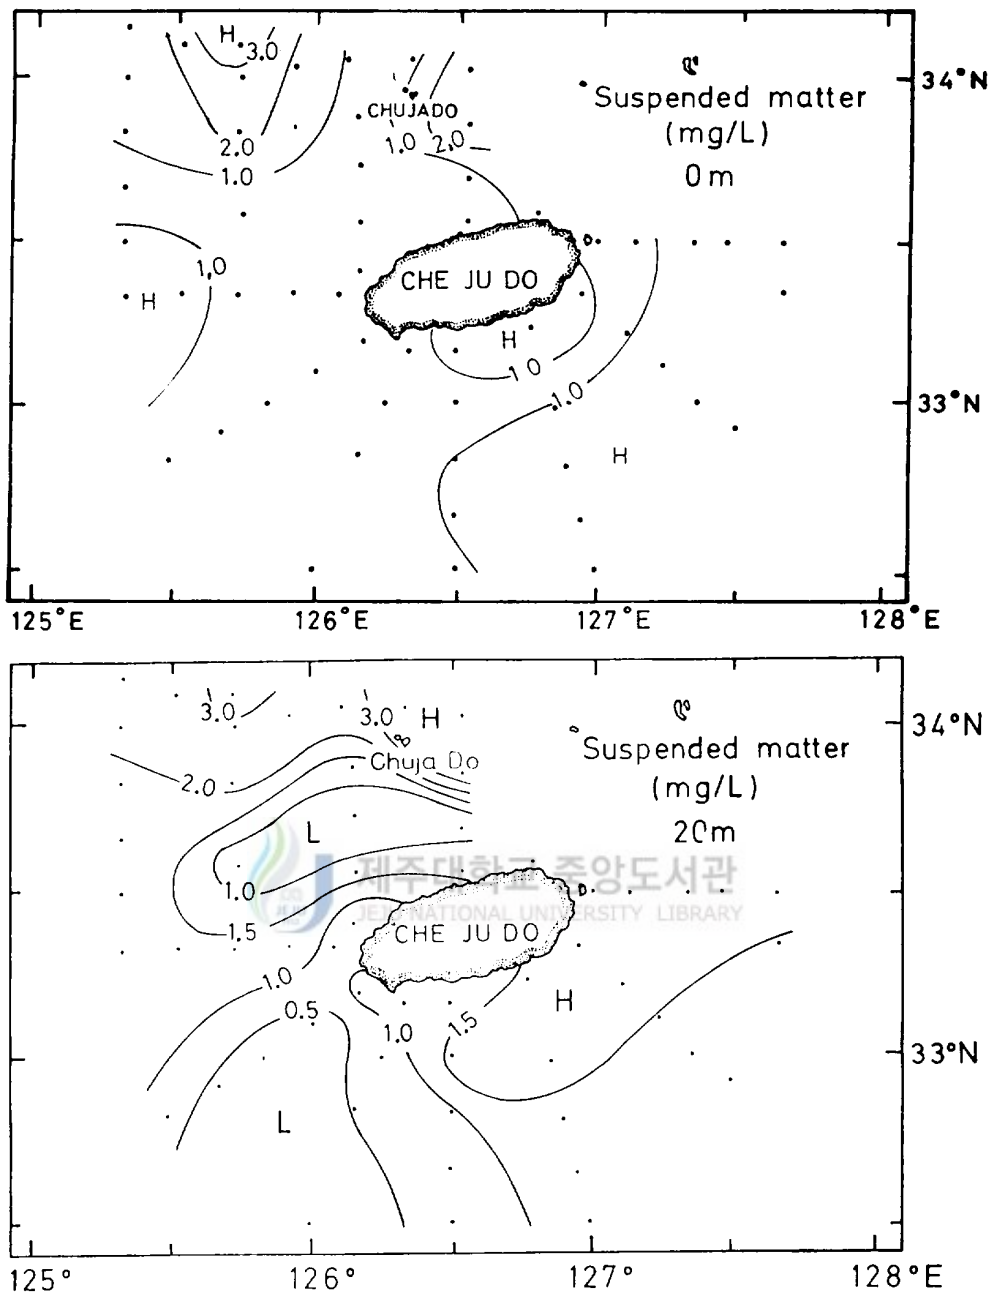 H
3.0
34°N
Suspended matter
(mg/L)
0m
CHUJADO
2.0
1.0 2.0
1.0
1,0
H
CHE JU DO
H
1 0
1.0
33°N
H
125°E 126°E 127°E 128°E
3.0 3.0 H
34°N
Suspended matter
(mg/L)
20m
Chuja Do
2.0
L
제주대학교 중앙도서관
JEJU NATIONAL UNIVERSITY LIBRARY
1.0
1.5
CHE JU DO
1.0
0.5
1.0
1.5
H
33°N
L
125° 126° 127° 128°E